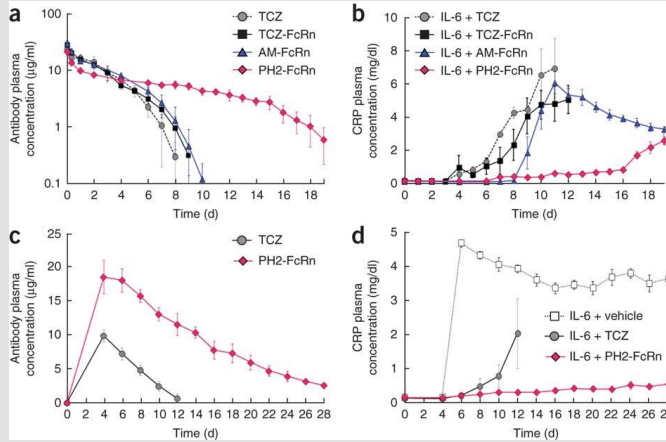 a
TCZ
TCZ-FcRn
AM-FcRn
PH2-FcRn
Antibody plasma
concentration (µg/ml)
100
10
1
0.1
0 2 4 6 8 10 12 14 16 18
Time (d)
b
IL-6 + TCZ
IL-6 + TCZ-FcRn
IL-6 + AM-FcRn
IL-6 + PH2-FcRn
CRP plasma
concentration (mg/dl)
10
8
6
4
2
0
0 2 4 6 8 10 12 14 16 18
Time (d)
c
TCZ
PH2-FcRn
Antibody plasma
concentration (µg/ml)
25
20
15
10
5
0
0 2 4 6 8 10 12 14 16 18 20 22 24 26 28
Time (d)
d
IL-6 + vehicle
IL-6 + TCZ
IL-6 + PH2-FcRn
CRP plasma
concentration (mg/dl)
5
4
3
2
1
0
0 2 4 6 8 10 12 14 16 18 20 22 24 26
Time (d)